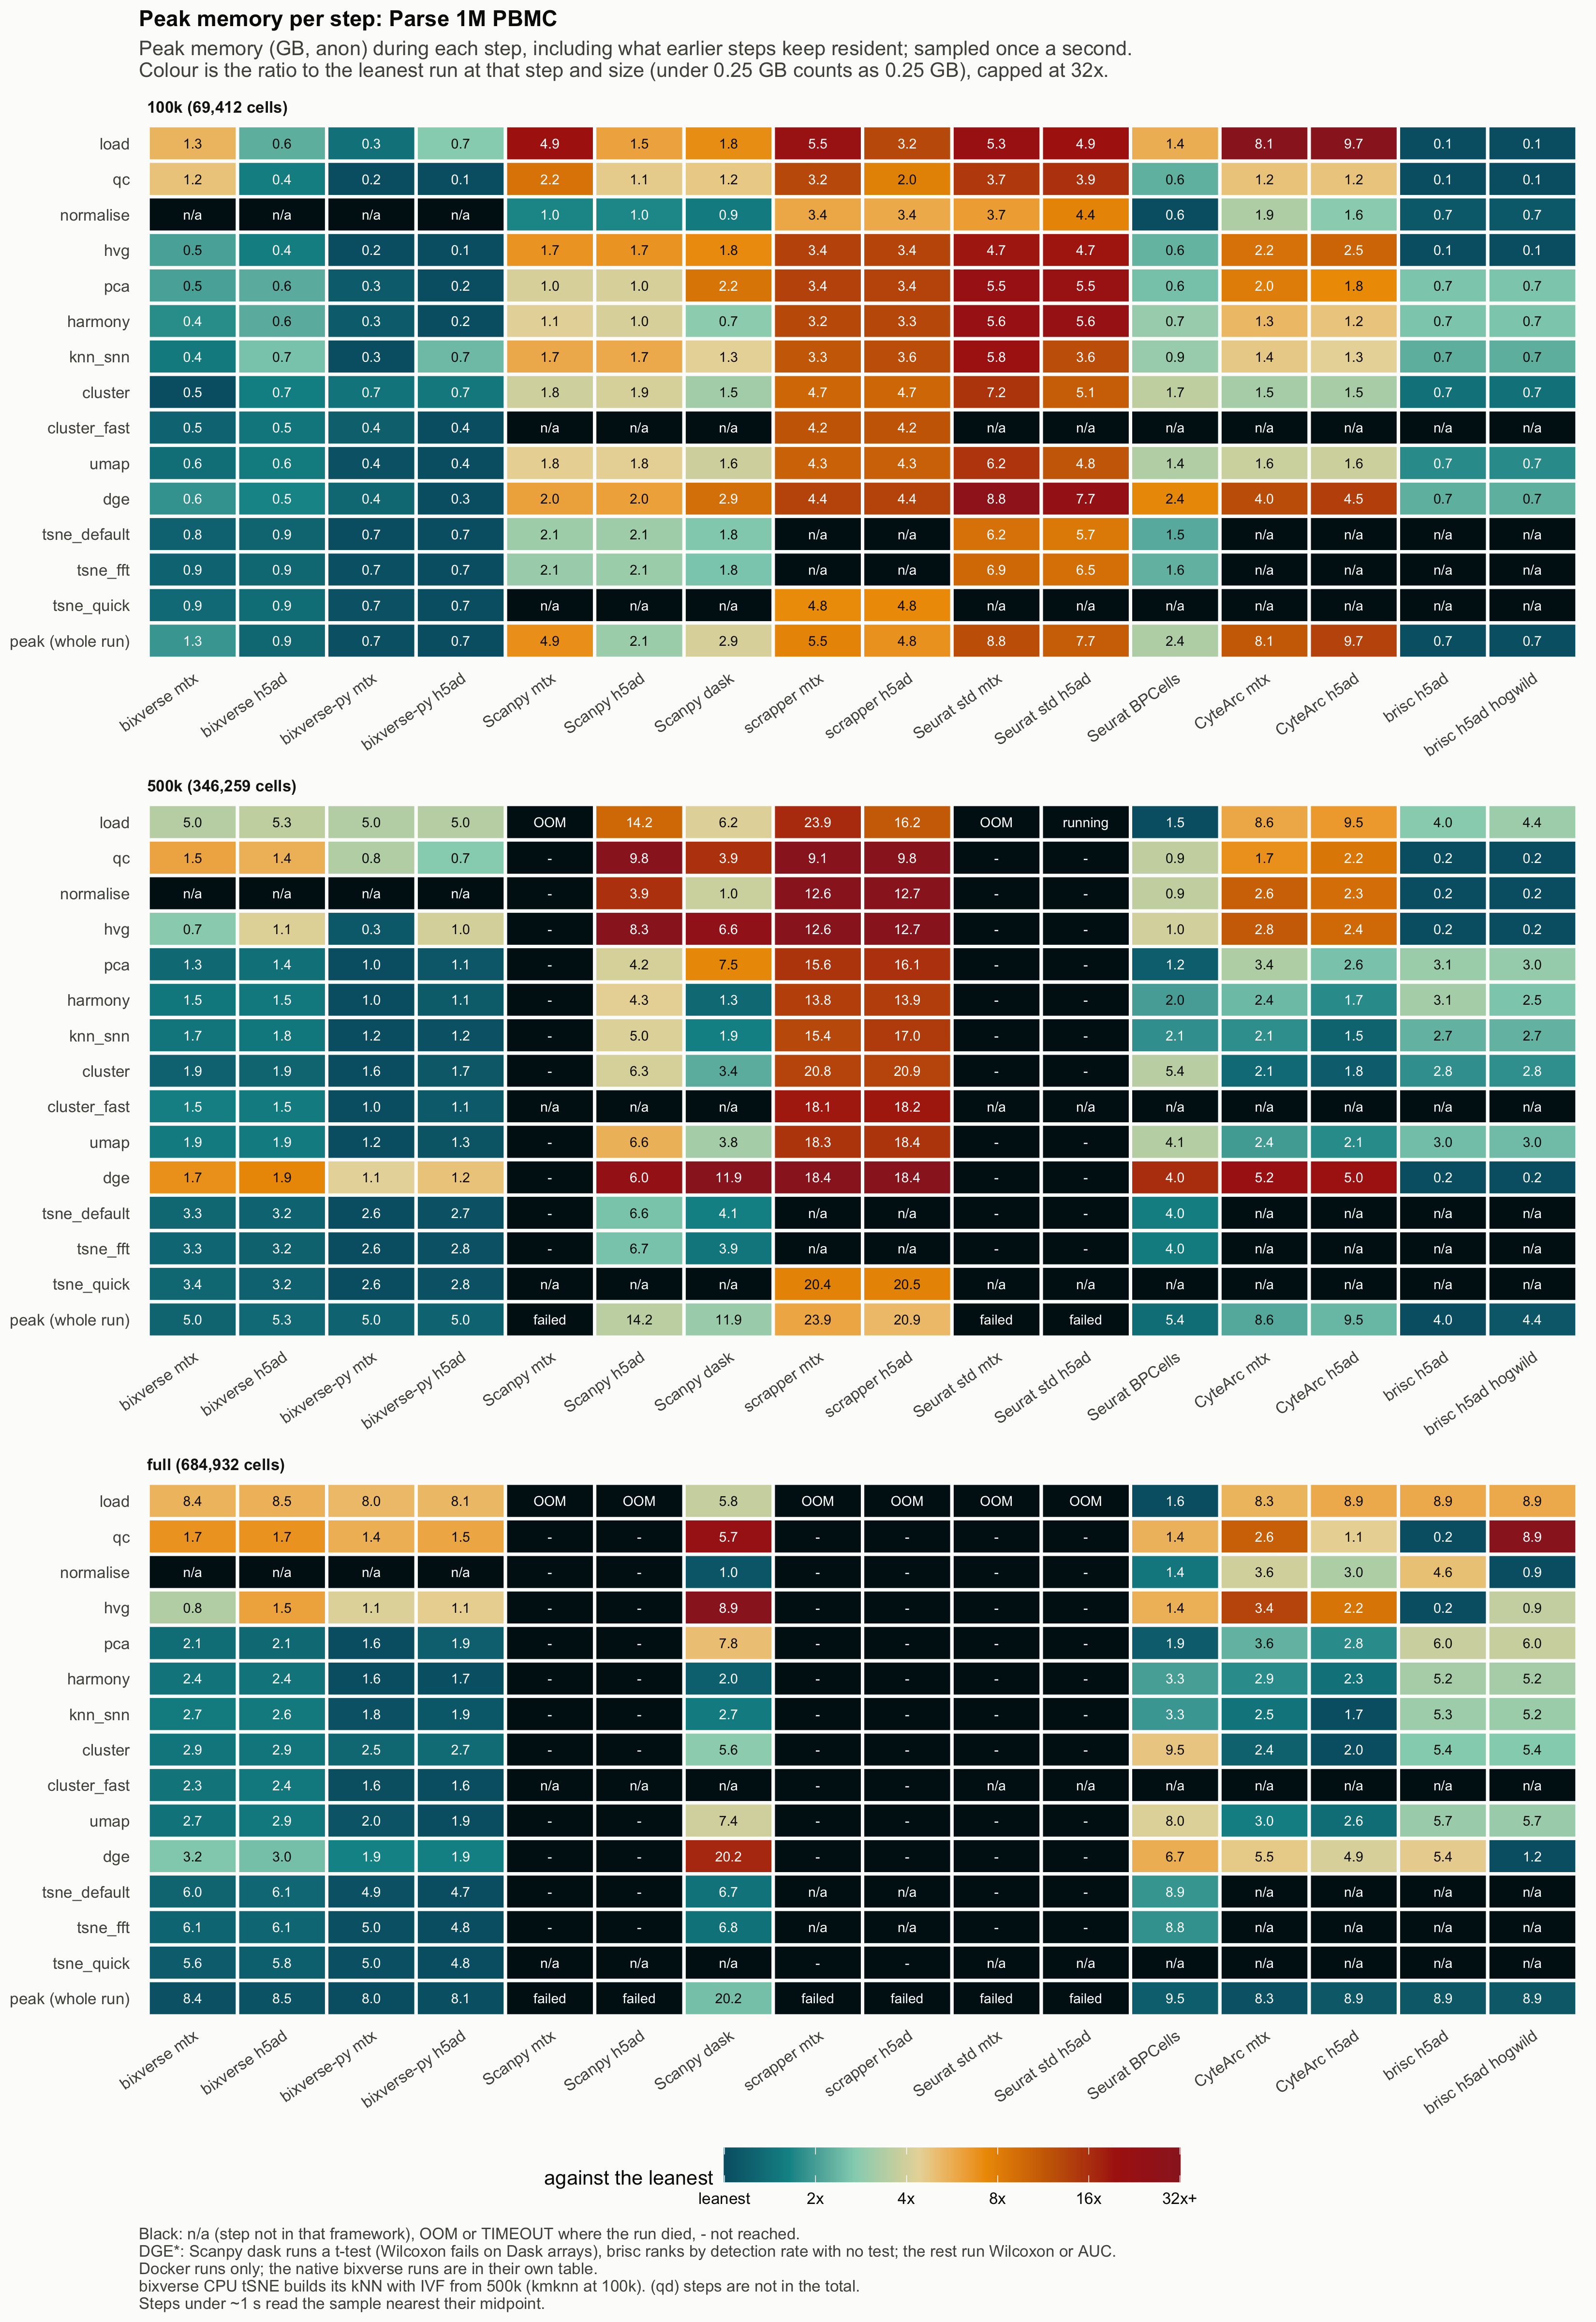 Peak memory per step: Parse 1M PBMC
Peak memory (GB, anon) during each step, including what earlier steps keep resident; sampled once a second.
Colour is the ratio to the leanest run at that step and size (under 0.25 GB counts as 0.25 GB), capped at 32x.
100k (69,412 cells)
load 1.3 0.6 0.3 0.7 4.9 1.5 1.8 5.5 3.2 5.3 4.9 1.4 8.1 9.7 0.1 0.1
qc 1.2 0.4 0.2 0.1 2.2 1.1 1.2 3.2 2.0 3.7 3.9 0.6 1.2 1.2 0.1 0.1
normalise n/a n/a n/a n/a 1.0 1.0 0.9 3.4 3.4 3.7 4.4 0.6 1.9 1.6 0.7 0.7
hvg 0.5 0.4 0.2 0.1 1.7 1.7 1.8 3.4 3.4 4.7 4.7 0.6 2.2 2.5 0.1 0.1
pca 0.5 0.6 0.3 0.2 1.0 1.0 2.2 3.4 3.4 5.5 5.5 0.6 2.0 1.8 0.7 0.7
harmony 0.4 0.6 0.3 0.2 1.1 1.0 0.7 3.2 3.3 5.6 5.6 0.7 1.3 1.2 0.7 0.7
knn_snn 0.4 0.7 0.3 0.7 1.7 1.7 1.3 3.3 3.6 5.8 3.6 0.9 1.4 1.3 0.7 0.7
cluster 0.5 0.7 0.7 0.7 1.8 1.9 1.5 4.7 4.7 7.2 5.1 1.7 1.5 1.5 0.7 0.7
cluster_fast 0.5 0.5 0.4 0.4 n/a n/a n/a 4.2 4.2 n/a n/a n/a n/a n/a n/a n/a
umap 0.6 0.6 0.4 0.4 1.8 1.8 1.6 4.3 4.3 6.2 4.8 1.4 1.6 1.6 0.7 0.7
dge 0.6 0.5 0.4 0.3 2.0 2.0 2.9 4.4 4.4 8.8 7.7 2.4 4.0 4.5 0.7 0.7
tsne_default 0.8 0.9 0.7 0.7 2.1 2.1 1.8 n/a n/a 6.2 5.7 1.5 n/a n/a n/a n/a
tsne_fft 0.9 0.9 0.7 0.7 2.1 2.1 1.8 n/a n/a 6.9 6.5 1.6 n/a n/a n/a n/a
tsne_quick 0.9 0.9 0.7 0.7 n/a n/a n/a 4.8 4.8 n/a n/a n/a n/a n/a n/a n/a
peak (whole run) 1.3 0.9 0.7 0.7 4.9 2.1 2.9 5.5 4.8 8.8 7.7 2.4 8.1 9.7 0.7 0.7
bixverse mtx bixverse h5ad bixverse-py mtx bixverse-py h5ad Scanpy mtx Scanpy h5ad Scanpy dask scrapper mtx scrapper h5ad Seurat std mtx Seurat std h5ad Seurat BPCells CyteArc mtx CyteArc h5ad brisc h5ad brisc h5ad hogwild
500k (346,259 cells)
load 5.0 5.3 5.0 5.0 OOM 14.2 6.2 23.9 16.2 OOM running 1.5 8.6 9.5 4.0 4.4
qc 1.5 1.4 0.8 0.7 - 9.8 3.9 9.1 9.8 - - 0.9 1.7 2.2 0.2 0.2
normalise n/a n/a n/a n/a - 3.9 1.0 12.6 12.7 - - 0.9 2.6 2.3 0.2 0.2
hvg 0.7 1.1 0.3 1.0 - 8.3 6.6 12.6 12.7 - - 1.0 2.8 2.4 0.2 0.2
pca 1.3 1.4 1.0 1.1 - 4.2 7.5 15.6 16.1 - - 1.2 3.4 2.6 3.1 3.0
harmony 1.5 1.5 1.0 1.1 - 4.3 1.3 13.8 13.9 - - 2.0 2.4 1.7 3.1 2.5
knn_snn 1.7 1.8 1.2 1.2 - 5.0 1.9 15.4 17.0 - - 2.1 2.1 1.5 2.7 2.7
cluster 1.9 1.9 1.6 1.7 - 6.3 3.4 20.8 20.9 - - 5.4 2.1 1.8 2.8 2.8
cluster_fast 1.5 1.5 1.0 1.1 n/a n/a n/a 18.1 18.2 n/a n/a n/a n/a n/a n/a n/a
umap 1.9 1.9 1.2 1.3 - 6.6 3.8 18.3 18.4 - - 4.1 2.4 2.1 3.0 3.0
dge 1.7 1.9 1.1 1.2 - 6.0 11.9 18.4 18.4 - - 4.0 5.2 5.0 0.2 0.2
tsne_default 3.3 3.2 2.6 2.7 - 6.6 4.1 n/a n/a - - 4.0 n/a n/a n/a n/a
tsne_fft 3.3 3.2 2.6 2.8 - 6.7 3.9 n/a n/a - - 4.0 n/a n/a n/a n/a
tsne_quick 3.4 3.2 2.6 2.8 n/a n/a n/a 20.4 20.5 n/a n/a n/a n/a n/a n/a n/a
peak (whole run) 5.0 5.3 5.0 5.0 failed 14.2 11.9 23.9 20.9 failed failed 5.4 8.6 9.5 4.0 4.4
bixverse mtx bixverse h5ad bixverse-py mtx bixverse-py h5ad Scanpy mtx Scanpy h5ad Scanpy dask scrapper mtx scrapper h5ad Seurat std mtx Seurat std h5ad Seurat BPCells CyteArc mtx CyteArc h5ad brisc h5ad brisc h5ad hogwild
full (684,932 cells)
load 8.4 8.5 8.0 8.1 OOM OOM 5.8 OOM OOM OOM OOM 1.6 8.3 8.9 8.9 8.9
qc 1.7 1.7 1.4 1.5 - - 5.7 - - - - 1.4 2.6 1.1 0.2 8.9
normalise n/a n/a n/a n/a - - 1.0 - - - - 1.4 3.6 3.0 4.6 0.9
hvg 0.8 1.5 1.1 1.1 - - 8.9 - - - - 1.4 3.4 2.2 0.2 0.9
pca 2.1 2.1 1.6 1.9 - - 7.8 - - - - 1.9 3.6 2.8 6.0 6.0
harmony 2.4 2.4 1.6 1.7 - - 2.0 - - - - 3.3 2.9 2.3 5.2 5.2
knn_snn 2.7 2.6 1.8 1.9 - - 2.7 - - - - 3.3 2.5 1.7 5.3 5.2
cluster 2.9 2.9 2.5 2.7 - - 5.6 - - - - 9.5 2.4 2.0 5.4 5.4
cluster_fast 2.3 2.4 1.6 1.6 n/a n/a n/a - - n/a n/a n/a n/a n/a n/a n/a
umap 2.7 2.9 2.0 1.9 - - 7.4 - - - - 8.0 3.0 2.6 5.7 5.7
dge 3.2 3.0 1.9 1.9 - - 20.2 - - - - 6.7 5.5 4.9 5.4 1.2
tsne_default 6.0 6.1 4.9 4.7 - - 6.7 n/a n/a - - 8.9 n/a n/a n/a n/a
tsne_fft 6.1 6.1 5.0 4.8 - - 6.8 n/a n/a - - 8.8 n/a n/a n/a n/a
tsne_quick 5.6 5.8 5.0 4.8 n/a n/a n/a - - n/a n/a n/a n/a n/a n/a n/a
peak (whole run) 8.4 8.5 8.0 8.1 failed failed 20.2 failed failed failed failed 9.5 8.3 8.9 8.9 8.9
bixverse mtx bixverse h5ad bixverse-py mtx bixverse-py h5ad Scanpy mtx Scanpy h5ad Scanpy dask scrapper mtx scrapper h5ad Seurat std mtx Seurat std h5ad Seurat BPCells CyteArc mtx CyteArc h5ad brisc h5ad brisc h5ad hogwild
against the leanest
leanest 2x 4x 8x 16x 32x+
Black: n/a (step not in that framework), OOM or TIMEOUT where the run died, - not reached.
DGE*: Scanpy dask runs a t-test (Wilcoxon fails on Dask arrays), brisc ranks by detection rate with no test; the rest run Wilcoxon or AUC.
Docker runs only; the native bixverse runs are in their own table.
bixverse CPU tSNE builds its kNN with IVF from 500k (kmknn at 100k). (qd) steps are not in the total.
Steps under ~1 s read the sample nearest their midpoint.